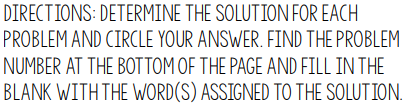 DIRECTIONS: DETERMINE THE SOLUTION FOR EACH
PROBLEM AND CIRCLE YOUR ANSWER. FIND THE PROBLEM
NUMBER AT THE BOTTOM OF THE PAGE AND FILL IN THE
BLANK WITH THE WORD(S) ASSIGNED TO THE SOLUTION.